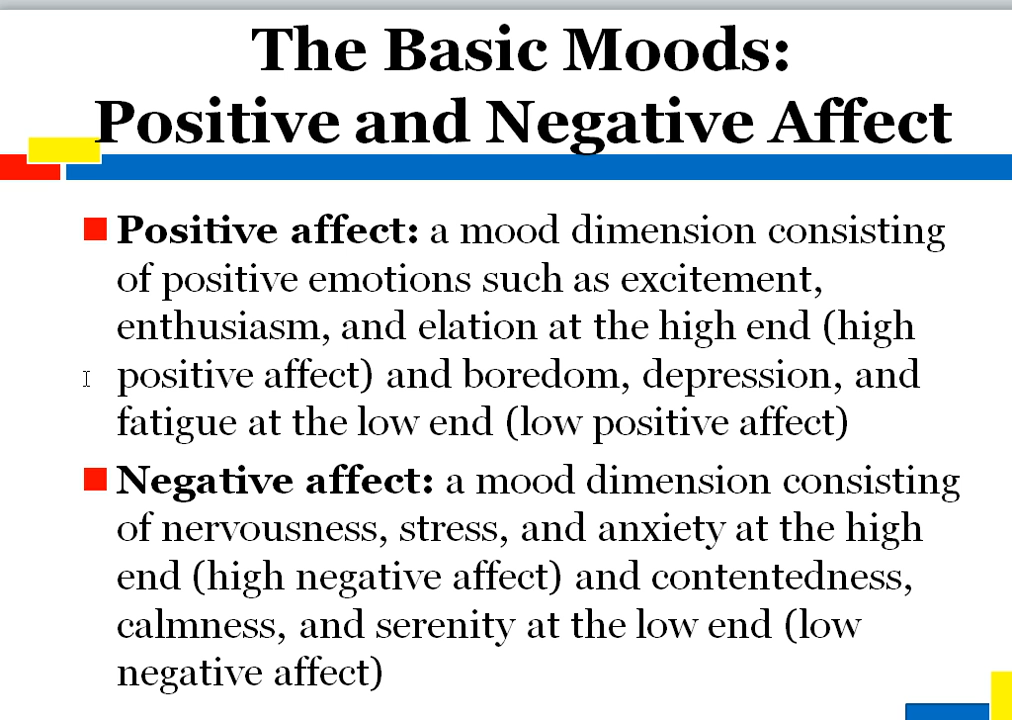 The Basic Moods:
Positive and Negative Affect
Positive affect: a mood dimension consisting
of positive emotions such as excitement,
enthusiasm, and elation at the high end (high
positive affect) and boredom, depression, and
fatigue at the low end (low positive affect)
Negative affect: a mood dimension consisting
of nervousness, stress, and anxiety at the high
end (high negative affect) and contentedness,
calmness, and serenity at the low end (low
negative affect)